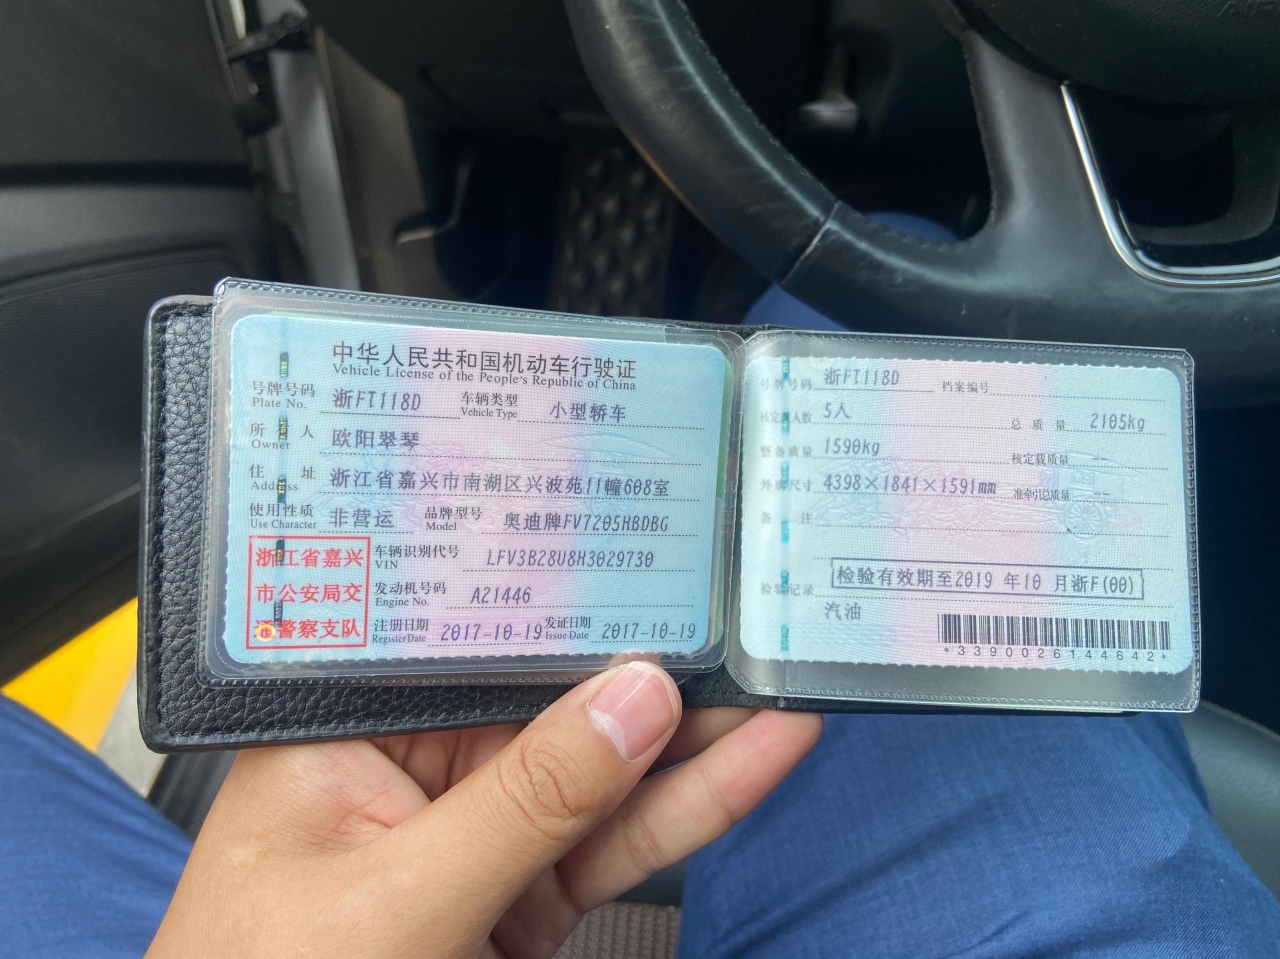 中华人民共和国机动车行驶证
Vehicle License of the People's Republic of China
号牌号码 浙FT118D 车辆类型 小型轿车
Plate No. Vehicle Type
所 有 人 欧阳翠琴
Owner
住 址 浙江省嘉兴市南湖区兴波苑11幢608室
Address
使用性质 非营运 品牌型号 奥迪牌FV7205HBDBG
Use Character Model
浙江省嘉兴
市公安局交
通警察支队
车辆识别代号 LFV3B28U8H3029730
VIN
发动机号码 A21446
Engine No.
注册日期 2017-10-19 发证日期 2017-10-19
Register Date Issue Date
号牌号码 浙FT118D 档案编号
核定载人数 5人 总 质 量 2105kg
整备质量 1590kg 核定载质量
外廓尺寸 4398×1841×1591mm 准牵引总质量
备 注
检验记录 检验有效期至2019 年10 月浙F(00)
汽油
*3390026144642*